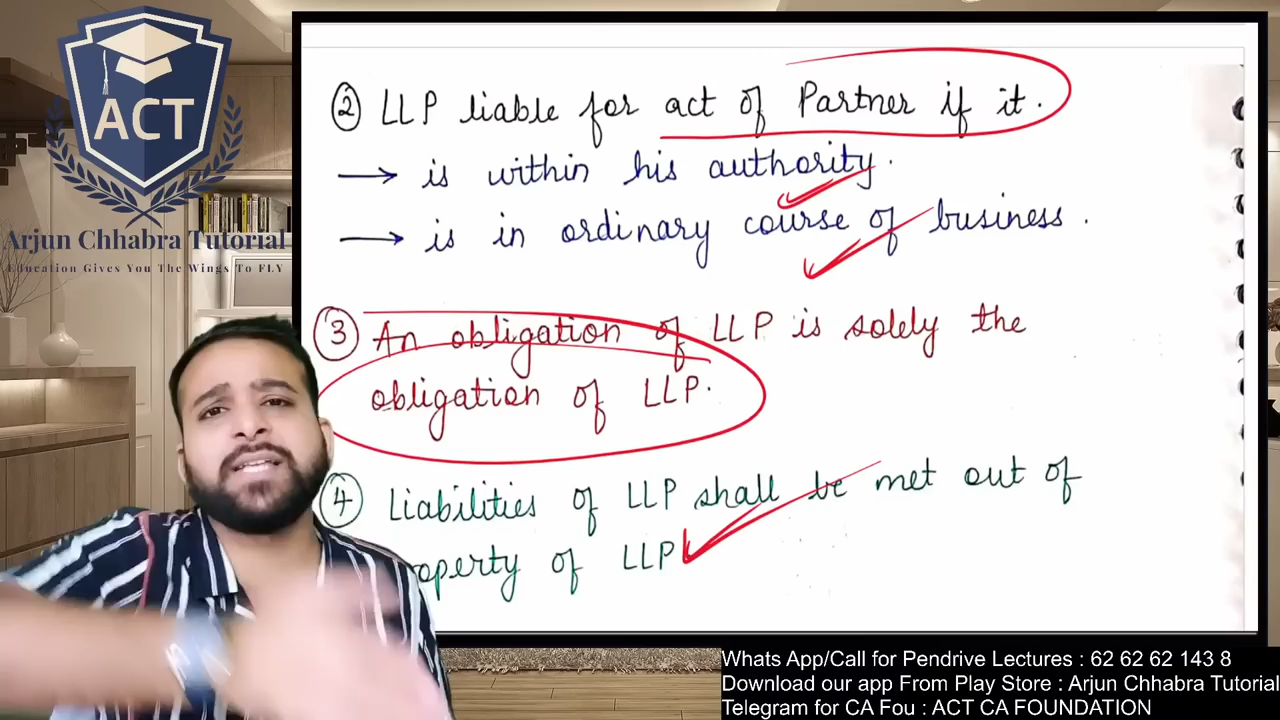 ACT
Arjun Chhabra Tutorial
Education Gives You The Wings To FLY
② LLP liable for act of Partner if it.
→ is within his authority.
→ is in ordinary course of business.
③ An obligation of LLP is solely the
obligation of LLP.
④ Liabilities of LLP shall be met out of
operty of LLP
Whats App/Call for Pendrive Lectures : 62 62 62 143 8
Download our app From Play Store : Arjun Chhabra Tutorial
Telegram for CA Fou : ACT CA FOUNDATION